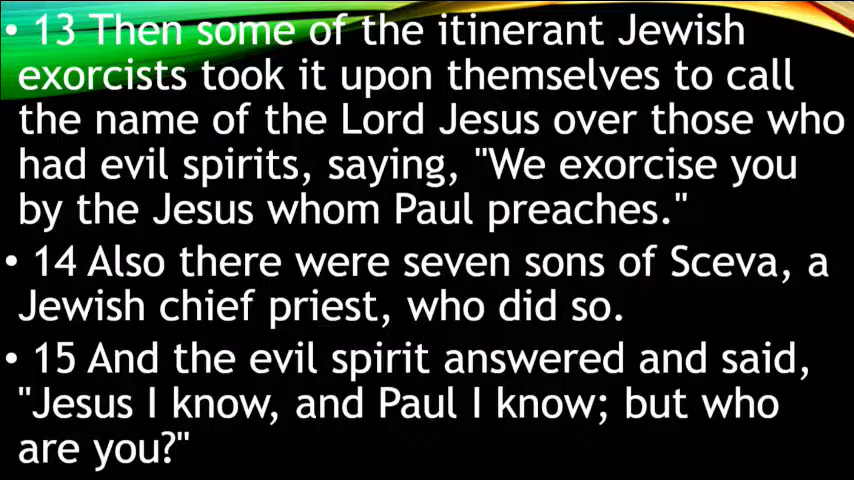 • 13 Then some of the itinerant Jewish
exorcists took it upon themselves to call
the name of the Lord Jesus over those who
had evil spirits, saying, "We exorcise you
by the Jesus whom Paul preaches."
• 14 Also there were seven sons of Sceva, a
Jewish chief priest, who did so.
• 15 And the evil spirit answered and said,
"Jesus I know, and Paul I know; but who
are you?"